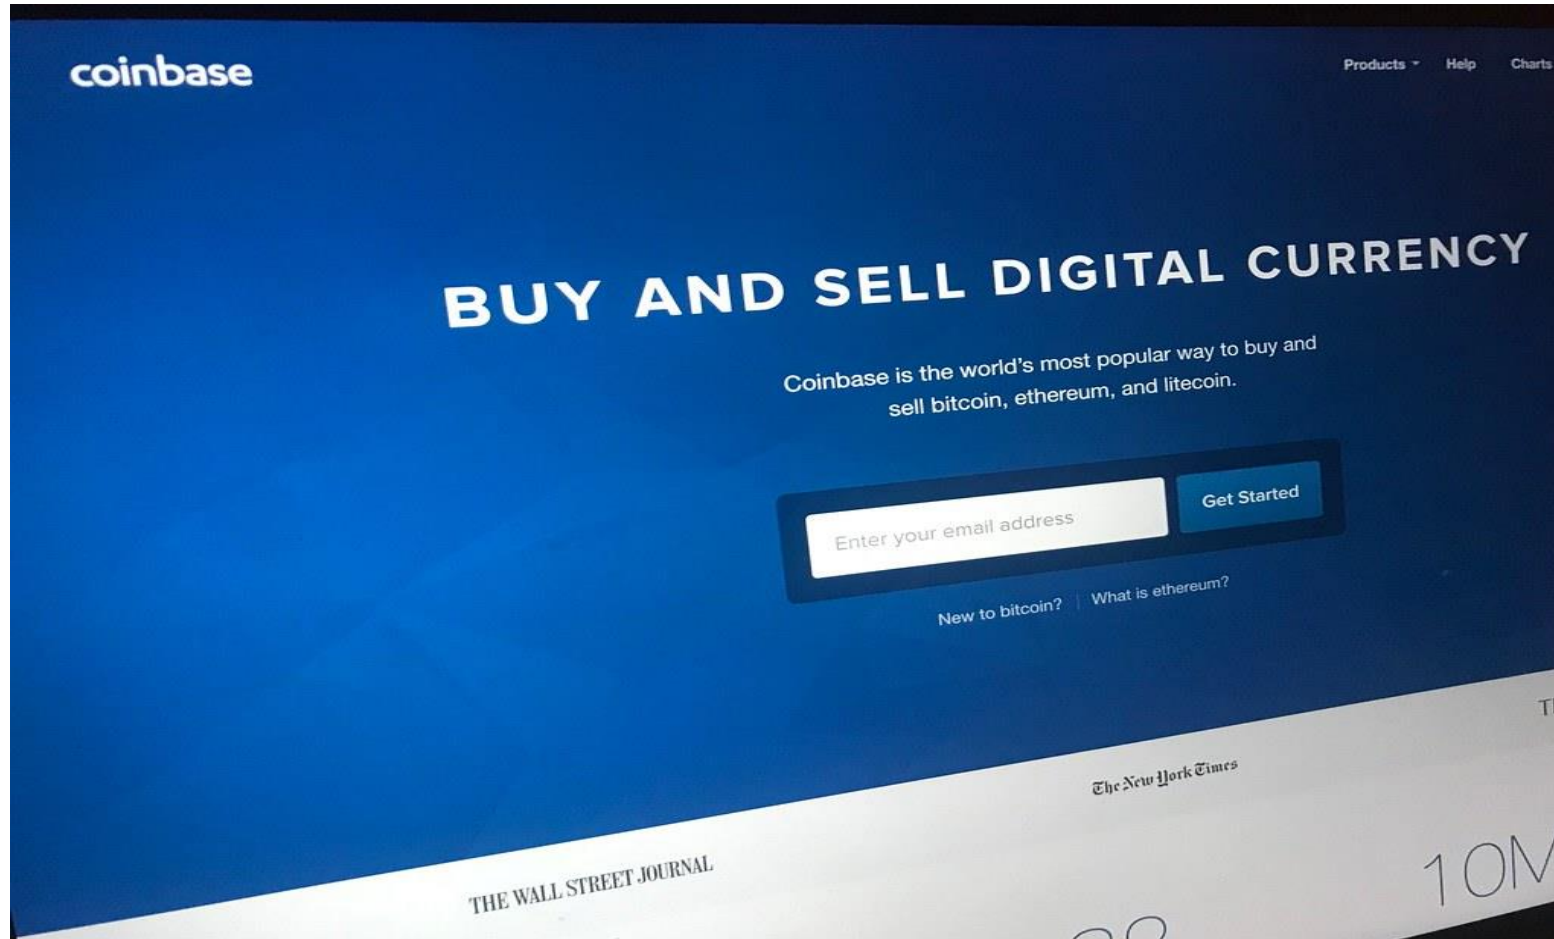 coinbase
Products Help Charts
BUY AND SELL DIGITAL CURRENCY
Coinbase is the world's most popular way to buy and
sell bitcoin, ethereum, and litecoin.
Enter your email address
Get Started
New to bitcoin? | What is ethereum?
THE WALL STREET JOURNAL
The New York Times
10M